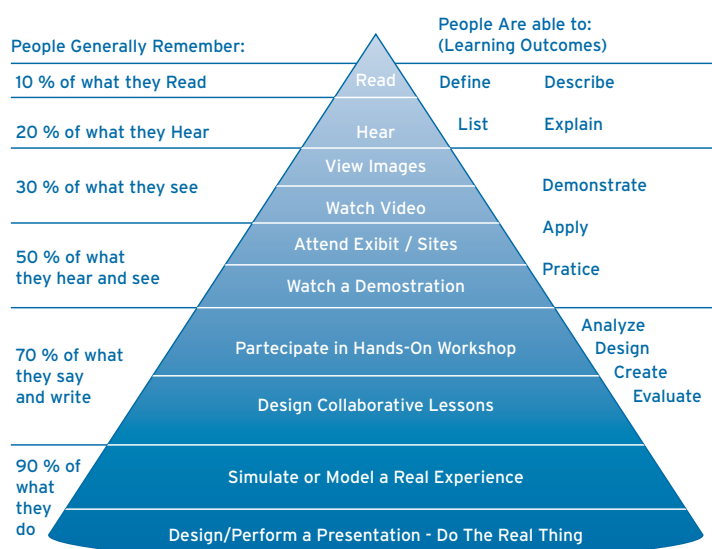 People Generally Remember:
10 % of what they Read
20 % of what they Hear
30 % of what they see
50 % of what
they hear and see
70 % of what
they say
and write
90 % of
what
they
do
Read
Hear
View Images
Watch Video
Attend Exibit / Sites
Watch a Demostration
Partecipate in Hands-On Workshop
Design Collaborative Lessons
Simulate or Model a Real Experience
Design/Perform a Presentation - Do The Real Thing
People Are able to:
(Learning Outcomes)
Define Describe
List Explain
Demonstrate
Apply
Pratice
Analyze
Design
Create
Evaluate